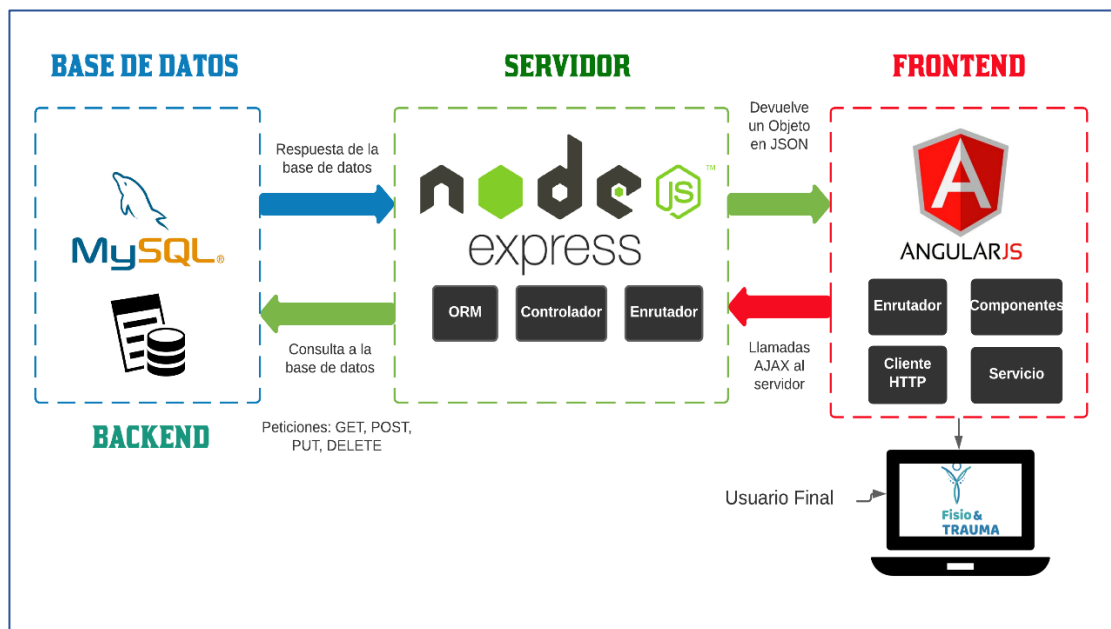 BASE DE DATOS
MySQL®
BACKEND
Respuesta de la
base de datos
Consulta a la
base de datos
Peticiones: GET, POST,
PUT, DELETE
SERVIDOR
node JS™
express
ORM
Controlador
Enrutador
Devuelve
un Objeto
en JSON
Llamadas
AJAX al
servidor
FRONTEND
A
ANGULARJS
Enrutador
Componentes
Cliente
HTTP
Servicio
Usuario Final
Fisio &
TRAUMA